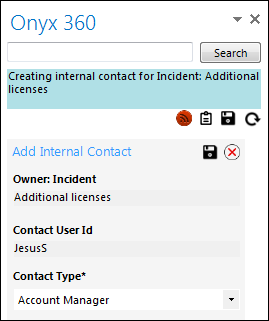 Onyx 360
Search
Creating internal contact for Incident: Additional
licenses
Add Internal Contact
Owner: Incident
Additional licenses
Contact User Id
JesusS
Contact Type*
Account Manager